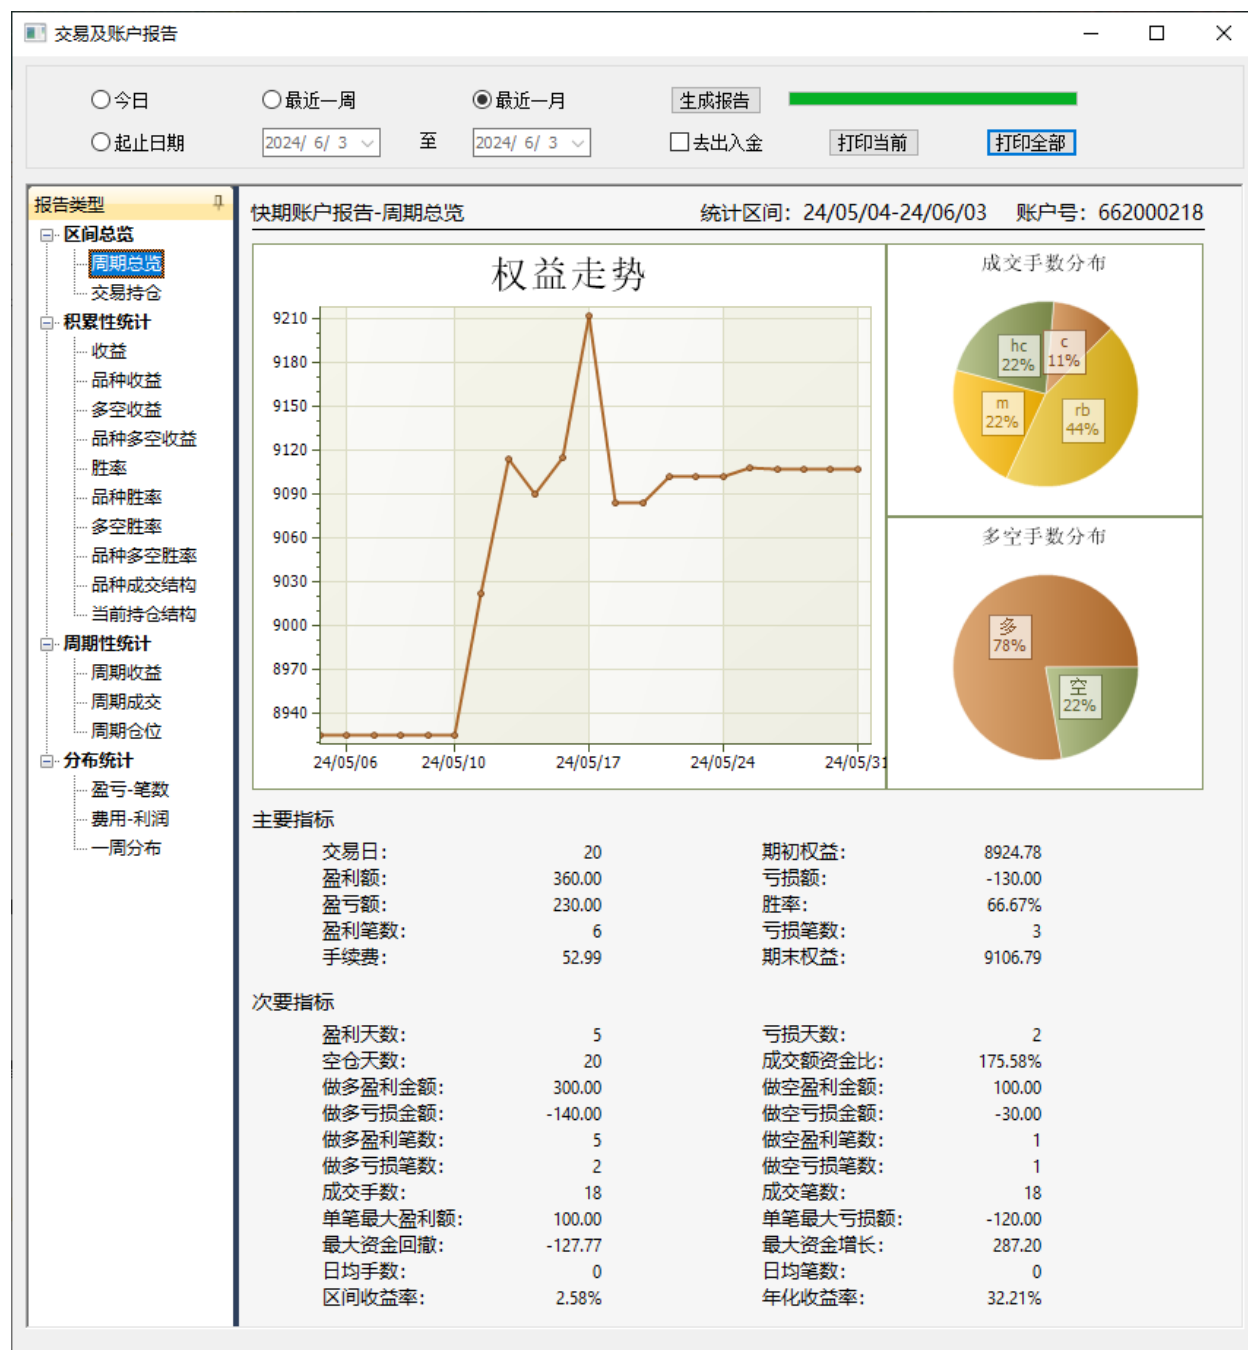 交易及账户报告
今日 最近一周 最近一月 生成报告
起止日期 2024/ 6/ 3 至 2024/ 6/ 3 去出入金 打印当前 打印全部
报告类型
区间总览
周期总览
交易持仓
积累性统计
收益
品种收益
多空收益
品种多空收益
胜率
品种胜率
多空胜率
品种多空胜率
品种成交结构
当前持仓结构
周期性统计
周期收益
周期成交
周期仓位
分布统计
盈亏-笔数
费用-利润
一周分布
快期账户报告-周期总览 统计区间：24/05/04-24/06/03 账户号：662000218
权益走势
9210
9180
9150
9120
9090
9060
9030
9000
8970
8940
24/05/06 24/05/10 24/05/17 24/05/24 24/05/31
成交手数分布
hc
22%
c
11%
m
22%
rb
44%
多空手数分布
多
78%
空
22%
主要指标
交易日： 20 期初权益： 8924.78
盈利额： 360.00 亏损额： -130.00
盈亏额： 230.00 胜率： 66.67%
盈利笔数： 6 亏损笔数： 3
手续费： 52.99 期末权益： 9106.79
次要指标
盈利天数： 5 亏损天数： 2
空仓天数： 20 成交额资金比： 175.58%
做多盈利金额： 300.00 做空盈利金额： 100.00
做多亏损金额： -140.00 做空亏损金额： -30.00
做多盈利笔数： 5 做空盈利笔数： 1
做多亏损笔数： 2 做空亏损笔数： 1
成交手数： 18 成交笔数： 18
单笔最大盈利额： 100.00 单笔最大亏损额： -120.00
最大资金回撤： -127.77 最大资金增长： 287.20
日均手数： 0 日均笔数： 0
区间收益率： 2.58% 年化收益率： 32.21%